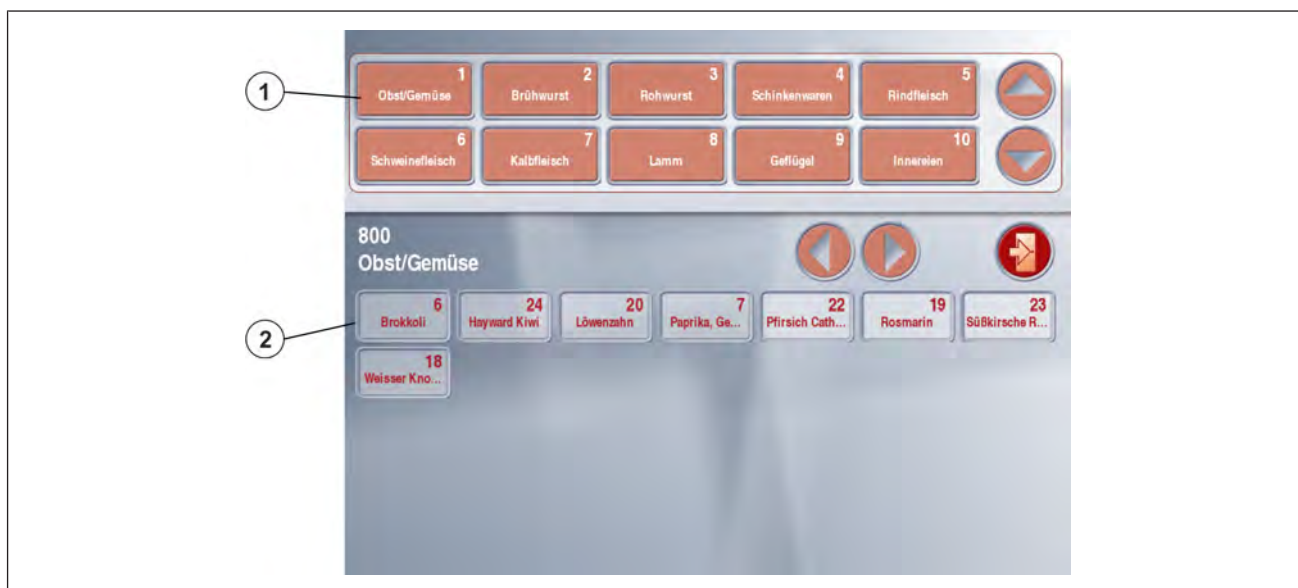 1
1
Obst/Gemüse
2
Brühwurst
3
Rohwurst
4
Schinkenwaren
5
Rindfleisch
6
Schweinefleisch
7
Kalbfleisch
8
Lamm
9
Geflügel
10
Innereien
800
Obst/Gemüse
2
6
Brokkoli
24
Hayward Kiwi
20
Löwenzahn
7
Paprika, Ge...
22
Pfirsich Cath...
19
Rosmarin
23
Süßkirsche R...
18
Weisser Kno...